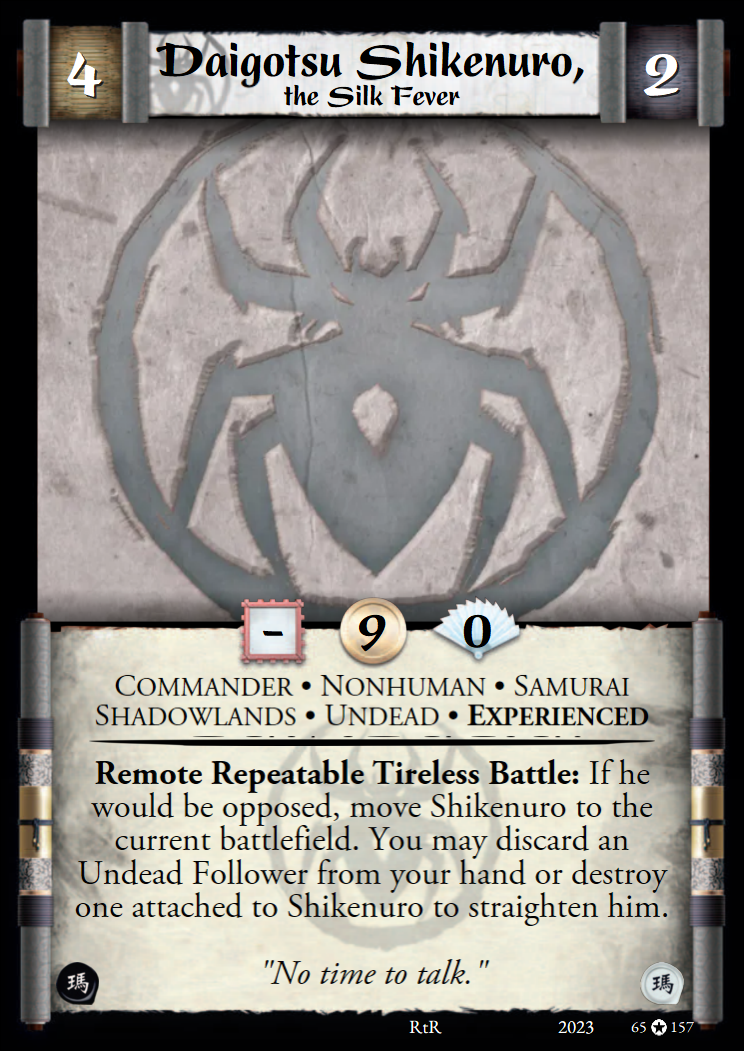 4
Daigotsu Shikenuro,
2
the Silk Fever
-
9
0
COMMANDER • NONHUMAN • SAMURAI
SHADOWLANDS • UNDEAD • EXPERIENCED
Remote Repeatable Tireless Battle: If he
would be opposed, move Shikenuro to the
current battlefield. You may discard an
Undead Follower from your hand or destroy
one attached to Shikenuro to straighten him.
"No time to talk."
瑪
瑪
RtR
2023
65 ✪ 157